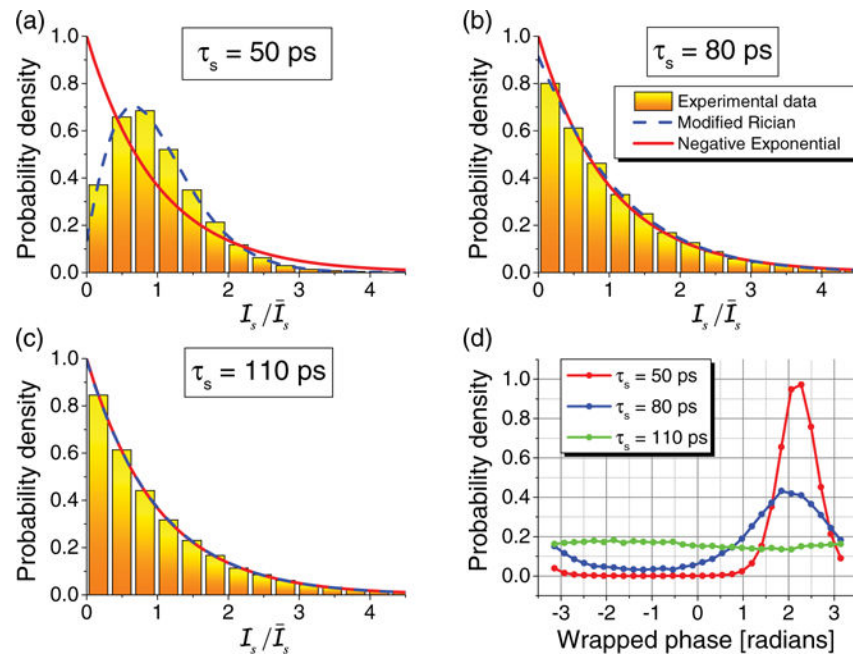 (a)
τs = 50 ps
Probability density
1.0
0.8
0.6
0.4
0.2
0.0
0 1 2 3 4
Is / Īs
(b)
τs = 80 ps
Experimental data
Modified Rician
Negative Exponential
Probability density
1.0
0.8
0.6
0.4
0.2
0.0
0 1 2 3 4
Is / Īs
(c)
τs = 110 ps
Probability density
1.0
0.8
0.6
0.4
0.2
0.0
0 1 2 3 4
Is / Īs
(d)
τs = 50 ps
τs = 80 ps
τs = 110 ps
Probability density
1.0
0.8
0.6
0.4
0.2
0.0
-3 -2 -1 0 1 2 3
Wrapped phase [radians]